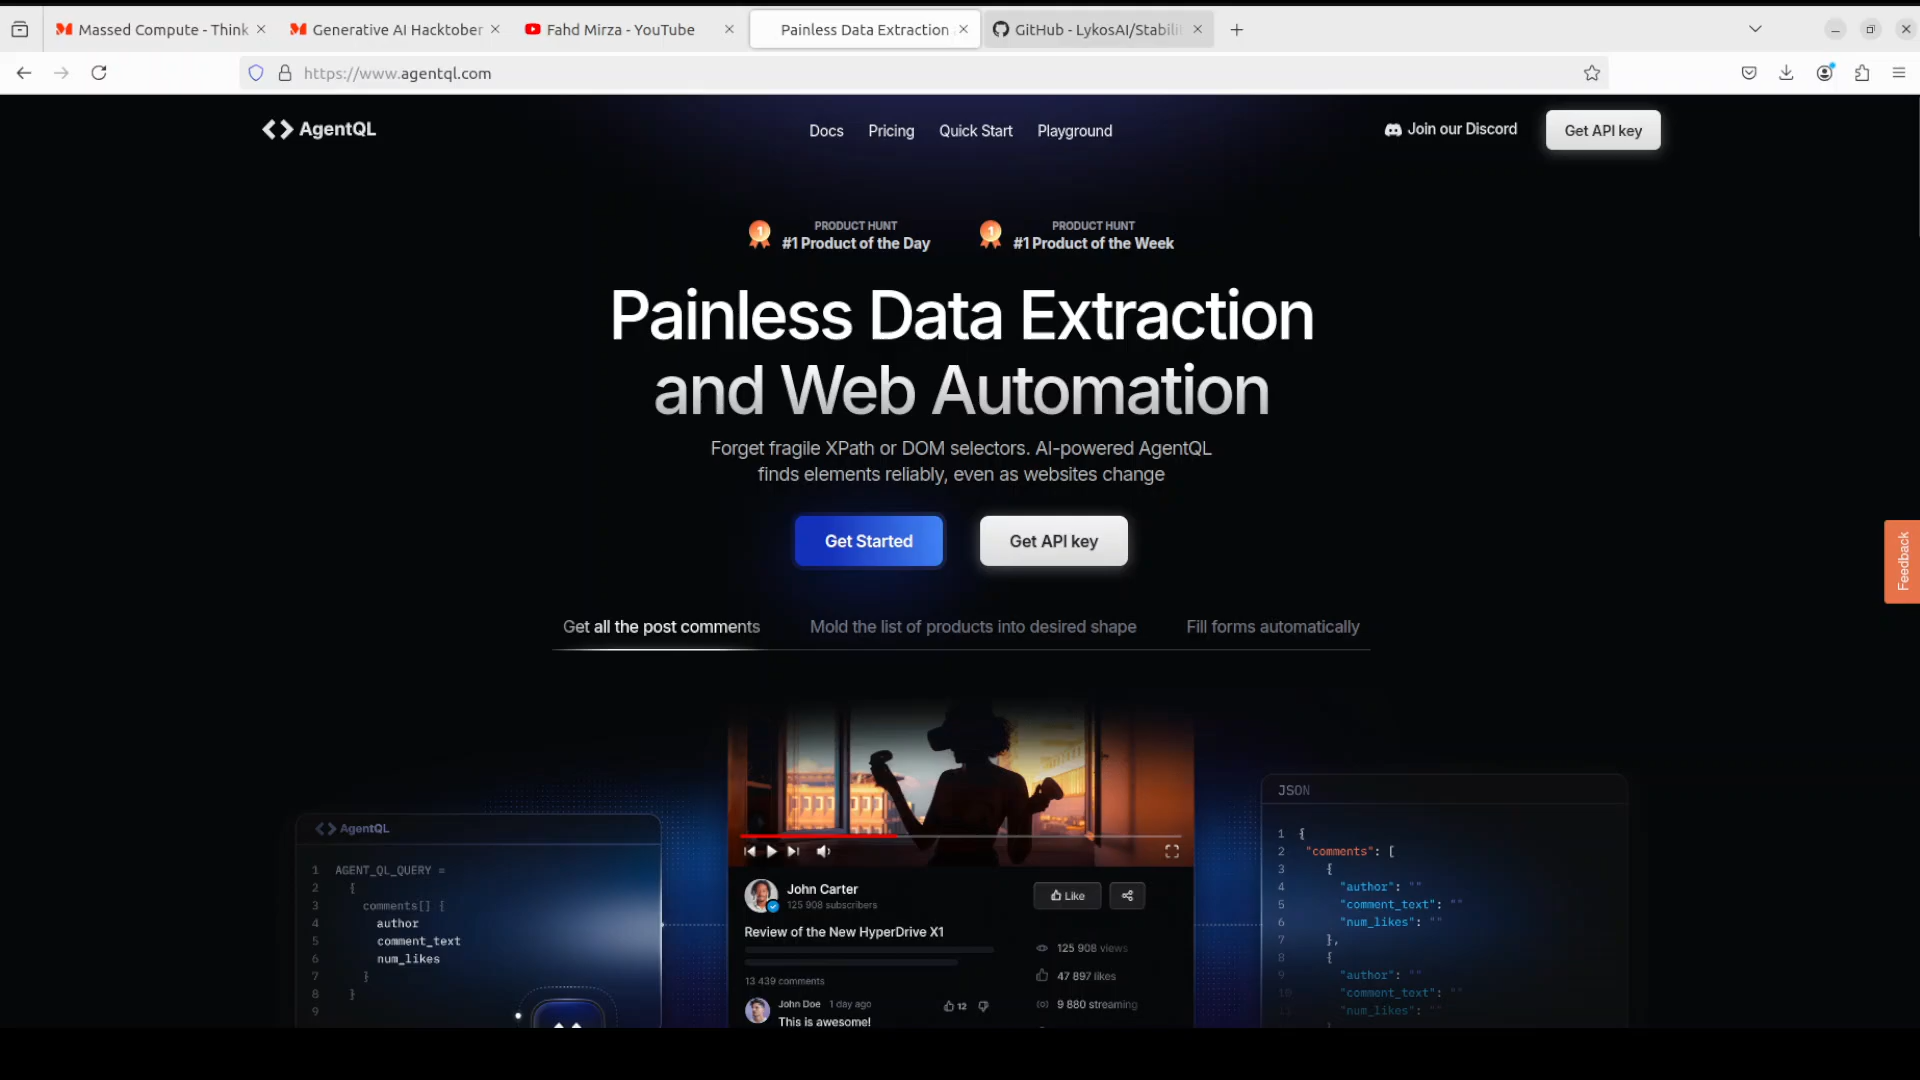 Massed Compute - Think
Generative AI Hacktober
Fahd Mirza - YouTube
Painless Data Extraction
GitHub - LykosAI/Stabili
https://www.agentql.com
AgentQL
Docs
Pricing
Quick Start
Playground
Join our Discord
Get API key
1
PRODUCT HUNT
#1 Product of the Day
1
PRODUCT HUNT
#1 Product of the Week
Painless Data Extraction
and Web Automation
Forget fragile XPath or DOM selectors. AI-powered AgentQL
finds elements reliably, even as websites change
Get Started
Get API key
Feedback
Get all the post comments
Mold the list of products into desired shape
Fill forms automatically
AgentQL
1 AGENT_QL_QUERY =
2 {
3 comments[] {
4 author
5 comment_text
6 num_likes
7 }
8 }
9
John Carter
125 908 subscribers
Like
Review of the New HyperDrive X1
125 908 views
47 897 likes
9 880 streaming
13 439 comments
John Doe 1 day ago
12
This is awesome!
JSON
1 {
2 "comments": [
3 {
4 "author": ""
5 "comment_text": ""
6 "num_likes": ""
7 },
8 {
9 "author": ""
10 "comment_text": ""
11 "num_likes": ""